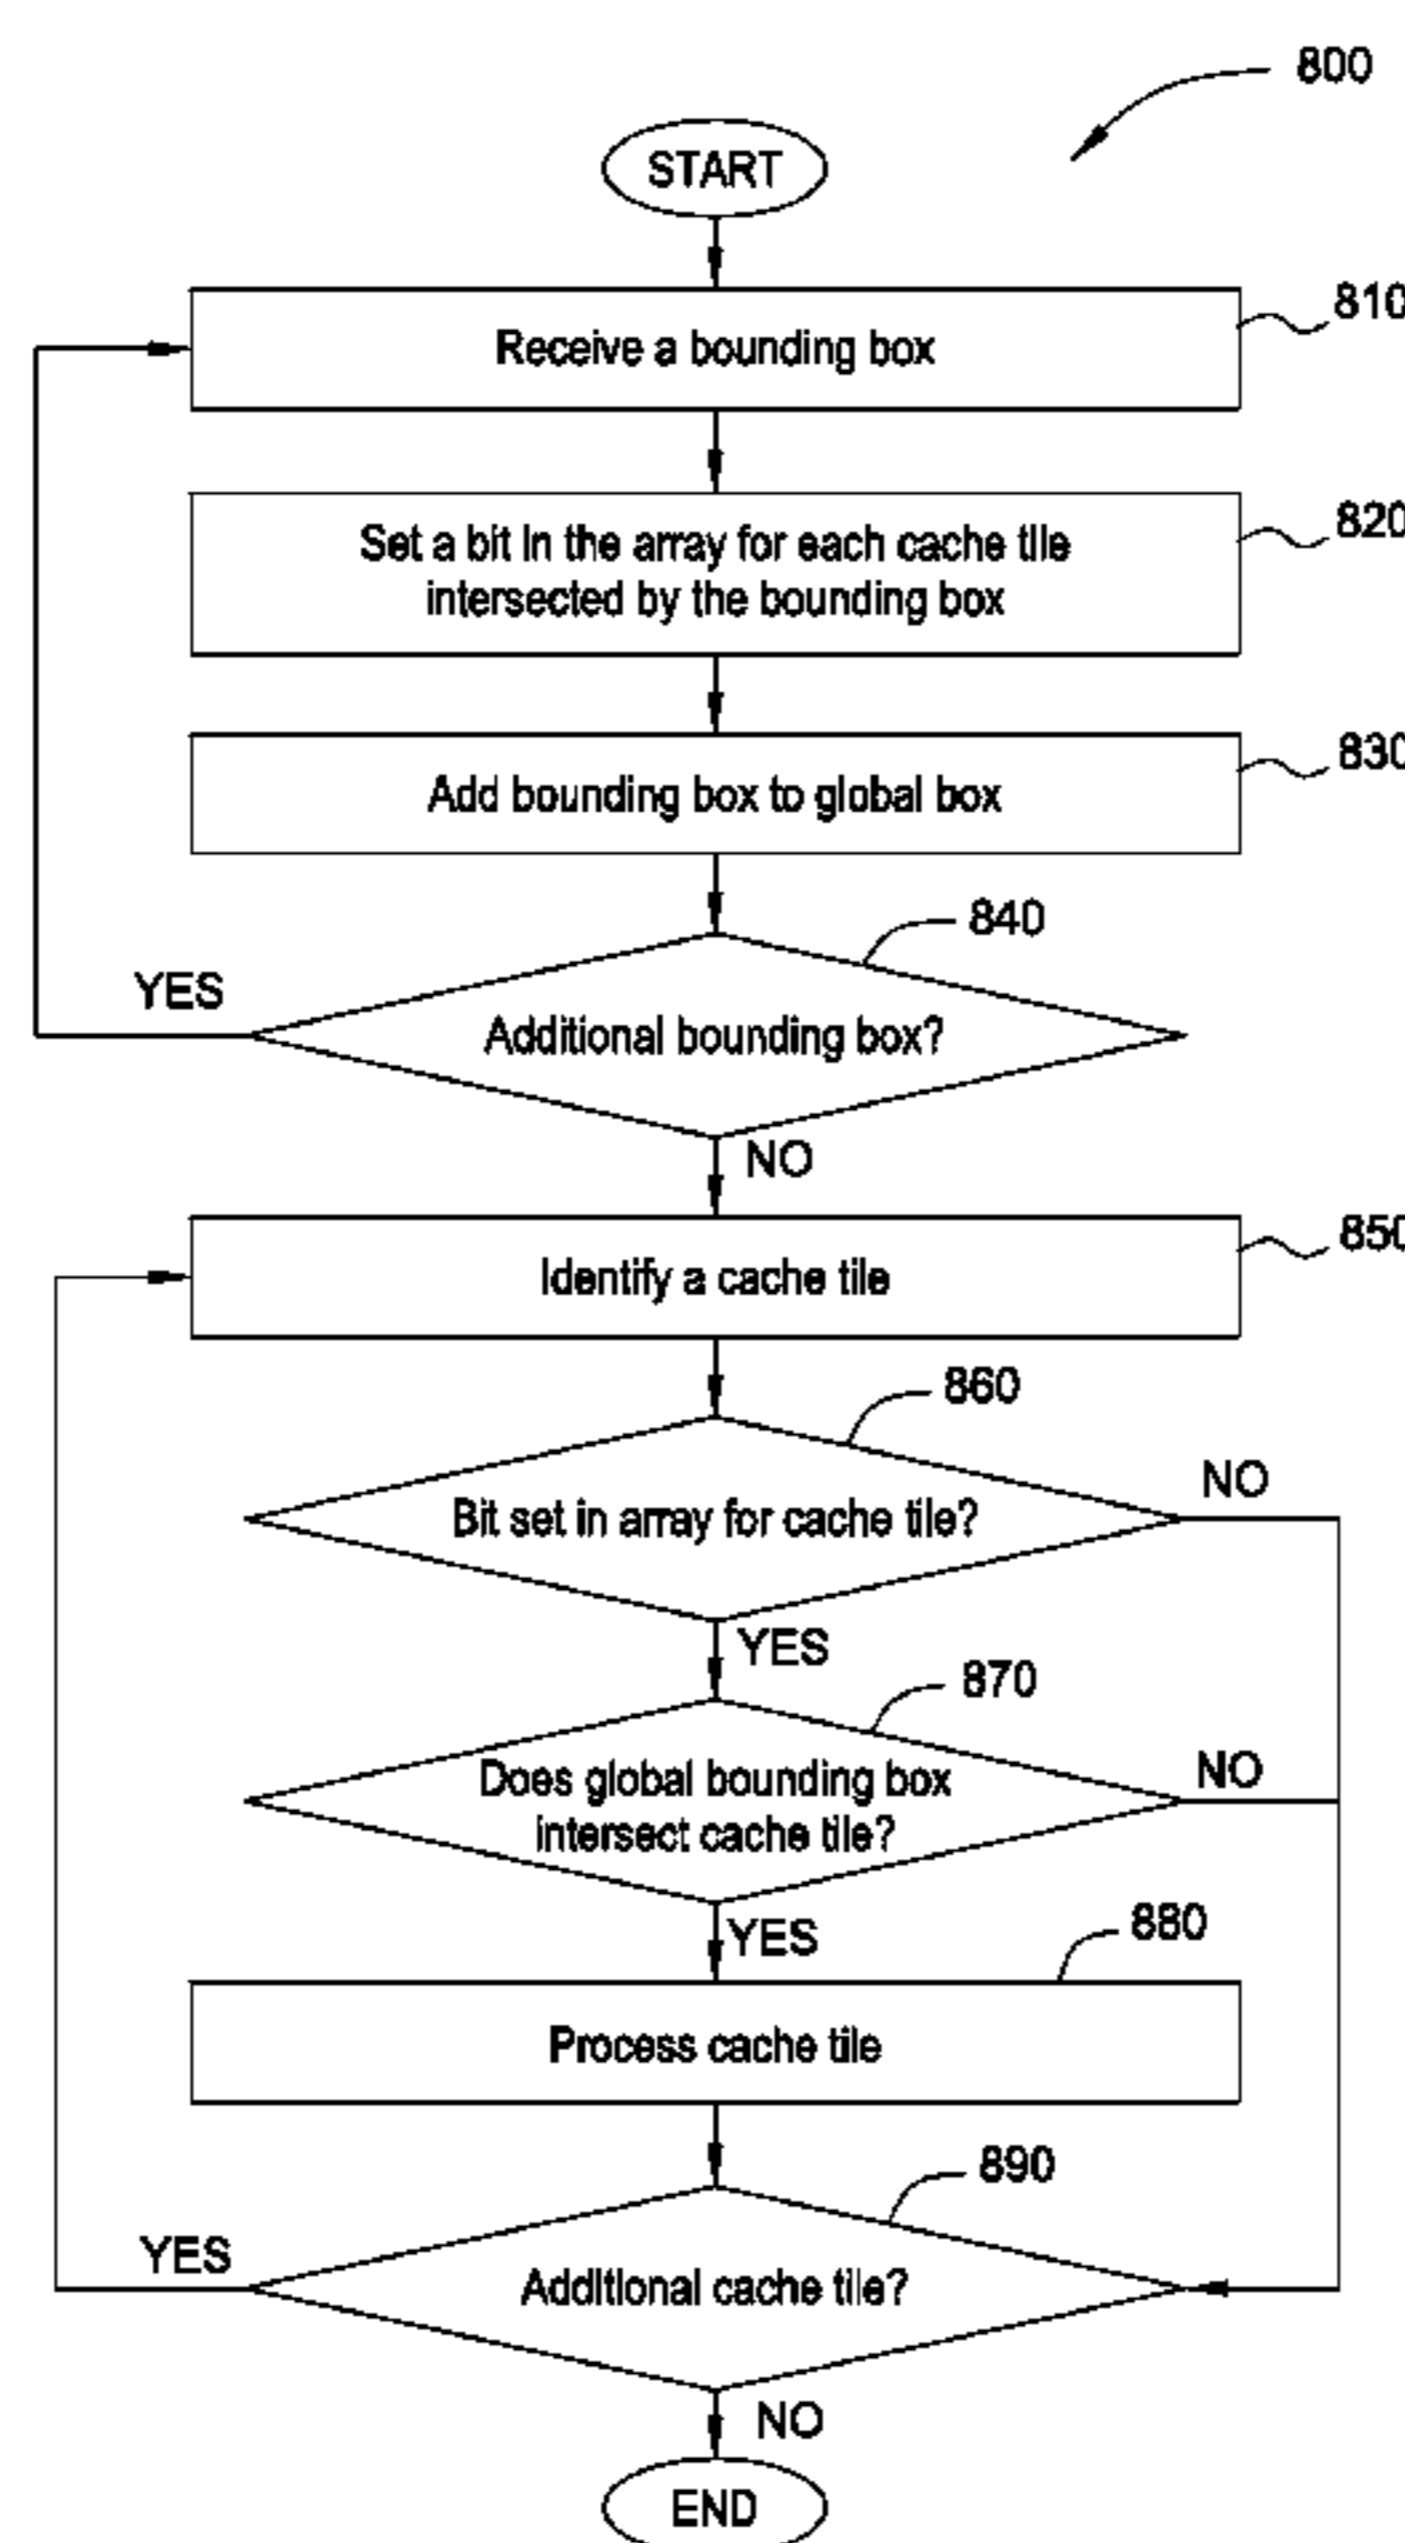 800
START
810
Receive a bounding box
820
Set a bit in the array for each cache tile
intersected by the bounding box
830
Add bounding box to global box
840
YES
Additional bounding box?
NO
850
Identify a cache tile
860
NO
Bit set in array for cache tile?
YES
870
NO
Does global bounding box
intersect cache tile?
YES
880
Process cache tile
890
YES
Additional cache tile?
NO
END